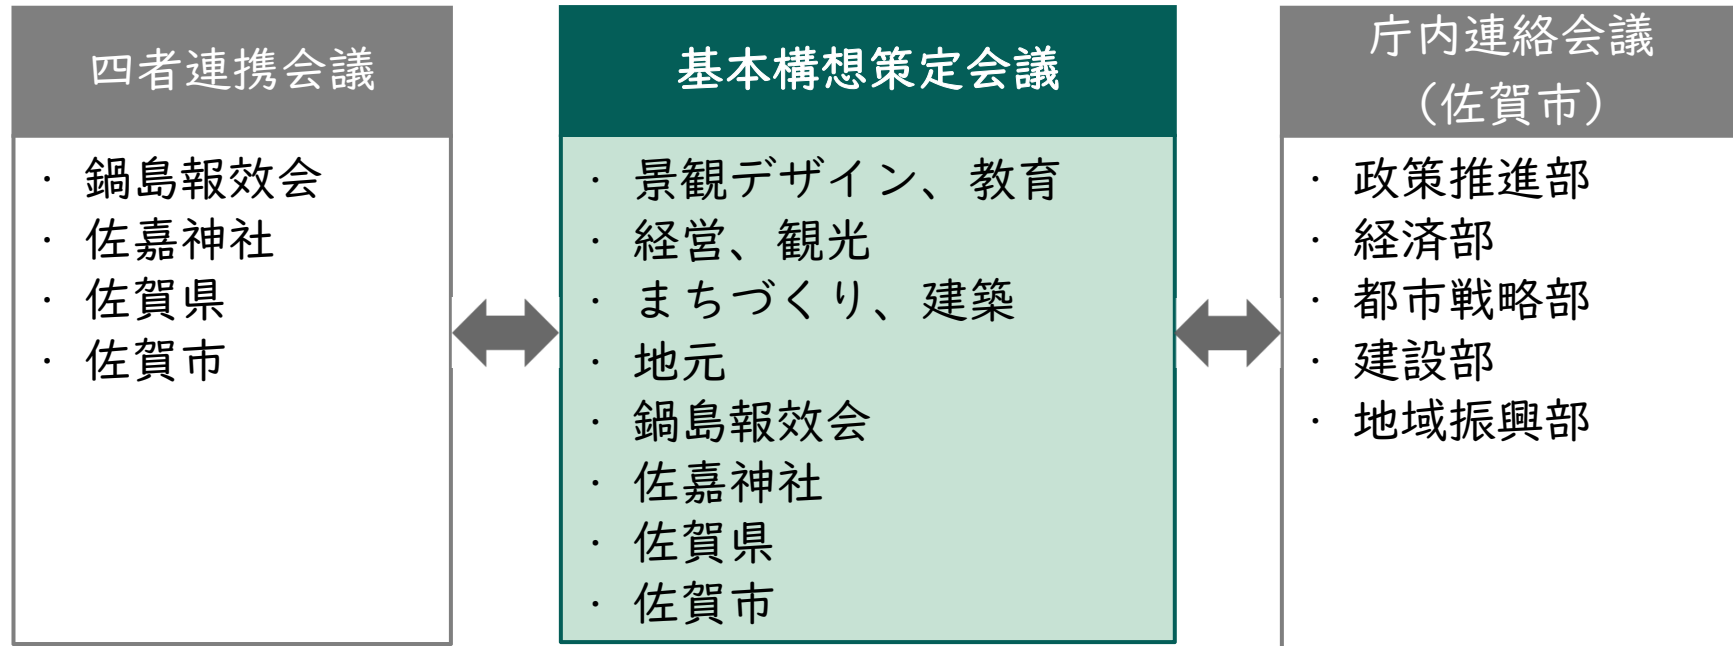 四者連携会議
・ 鍋島報效会
・ 佐嘉神社
・ 佐賀県
・ 佐賀市
基本構想策定会議
・ 景観デザイン、教育
・ 経営、観光
・ まちづくり、建築
・ 地元
・ 鍋島報效会
・ 佐嘉神社
・ 佐賀県
・ 佐賀市
庁内連絡会議
（佐賀市）
・ 政策推進部
・ 経済部
・ 都市戦略部
・ 建設部
・ 地域振興部